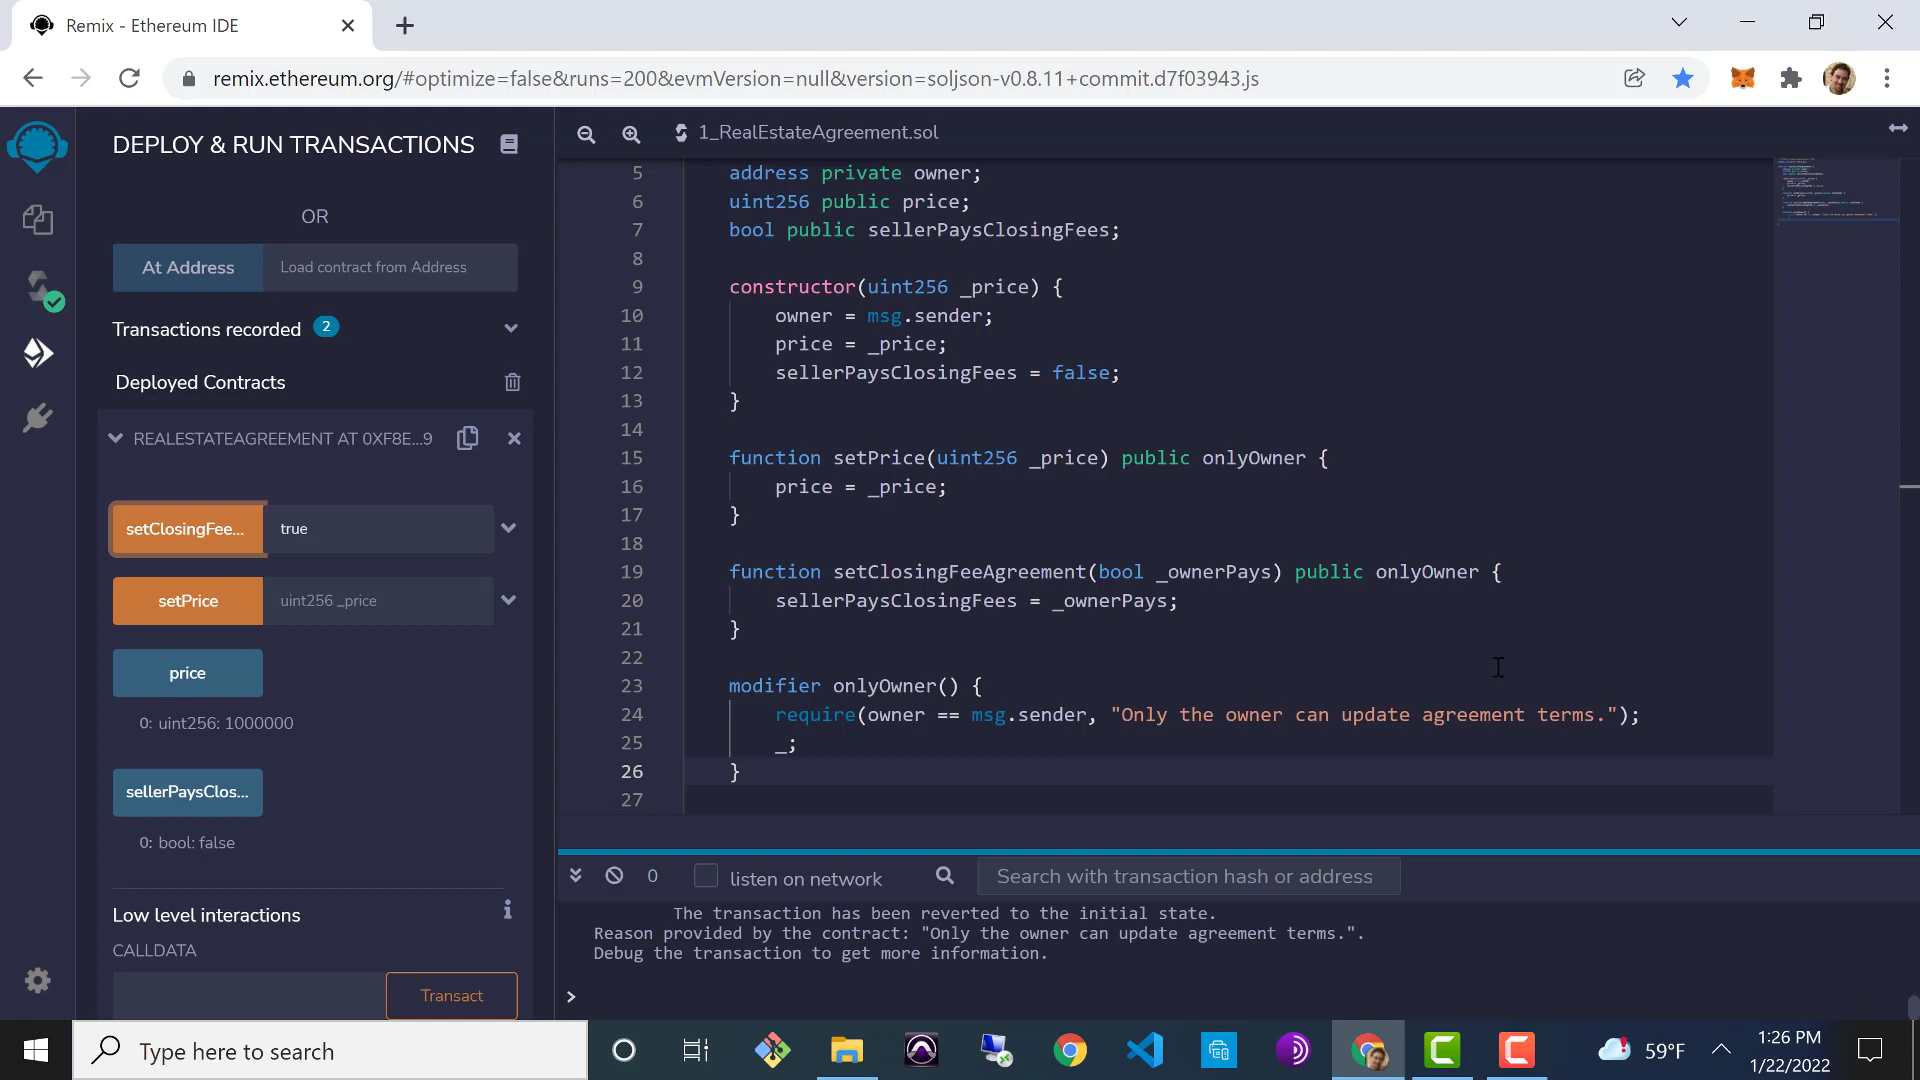 Remix - Ethereum IDE
remix.ethereum.org/#optimize=false&runs=200&evmVersion=null&version=soljson-v0.8.11+commit.d7f03943.js
DEPLOY & RUN TRANSACTIONS
OR
At Address
Load contract from Address
Transactions recorded 2
Deployed Contracts
REALESTATEAGREEMENT AT 0XF8E...9
setClosingFee...
true
setPrice
uint256 _price
price
0: uint256: 1000000
sellerPaysClos...
0: bool: false
Low level interactions
i
CALLDATA
Transact
1_RealEstateAgreement.sol
5 address private owner;
6 uint256 public price;
7 bool public sellerPaysClosingFees;
8
9 constructor(uint256 _price) {
10 owner = msg.sender;
11 price = _price;
12 sellerPaysClosingFees = false;
13 }
14
15 function setPrice(uint256 _price) public onlyOwner {
16 price = _price;
17 }
18
19 function setClosingFeeAgreement(bool _ownerPays) public onlyOwner {
20 sellerPaysClosingFees = _ownerPays;
21 }
22
23 modifier onlyOwner() {
24 require(owner == msg.sender, "Only the owner can update agreement terms.");
25 _;
26 }
27
0
listen on network
Search with transaction hash or address
The transaction has been reverted to the initial state.
Reason provided by the contract: "Only the owner can update agreement terms.".
Debug the transaction to get more information.
>
Type here to search
59°F
1:26 PM
1/22/2022